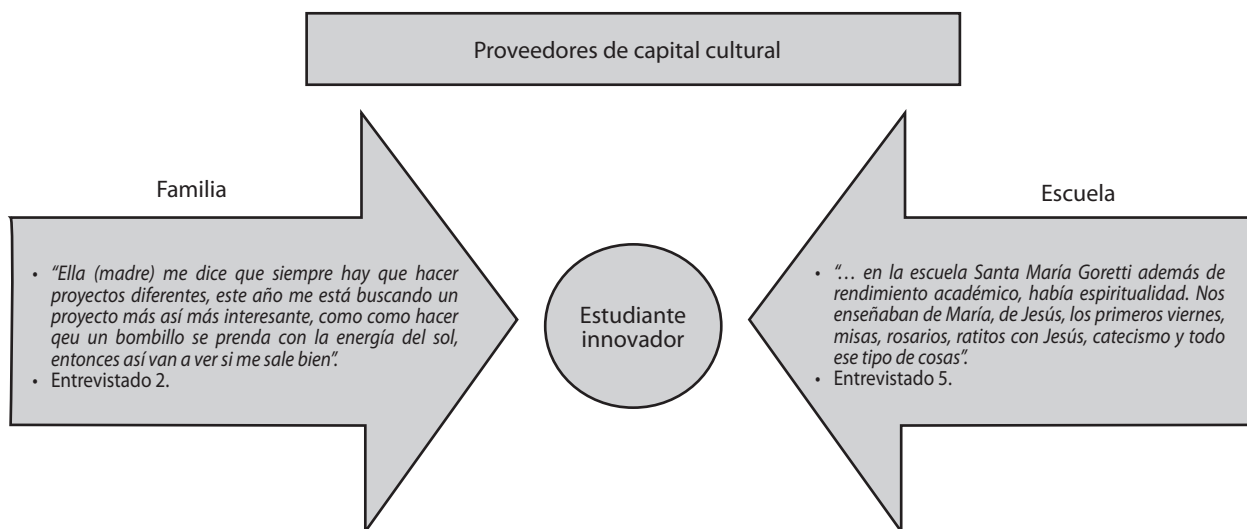 Proveedores de capital cultural
Familia
• “Ella (madre) me dice que siempre hay que hacer
proyectos diferentes, este año me está buscando un
proyecto más así más interesante, como como hacer
qeu un bombillo se prenda con la energía del sol,
entonces así van a ver si me sale bien”.
• Entrevistado 2.
Estudiante
innovador
Escuela
• “… en la escuela Santa María Goretti además de
rendimiento académico, había espiritualidad. Nos
enseñaban de María, de Jesús, los primeros viernes,
misas, rosarios, ratitos con Jesús, catecismo y todo
ese tipo de cosas”.
• Entrevistado 5.